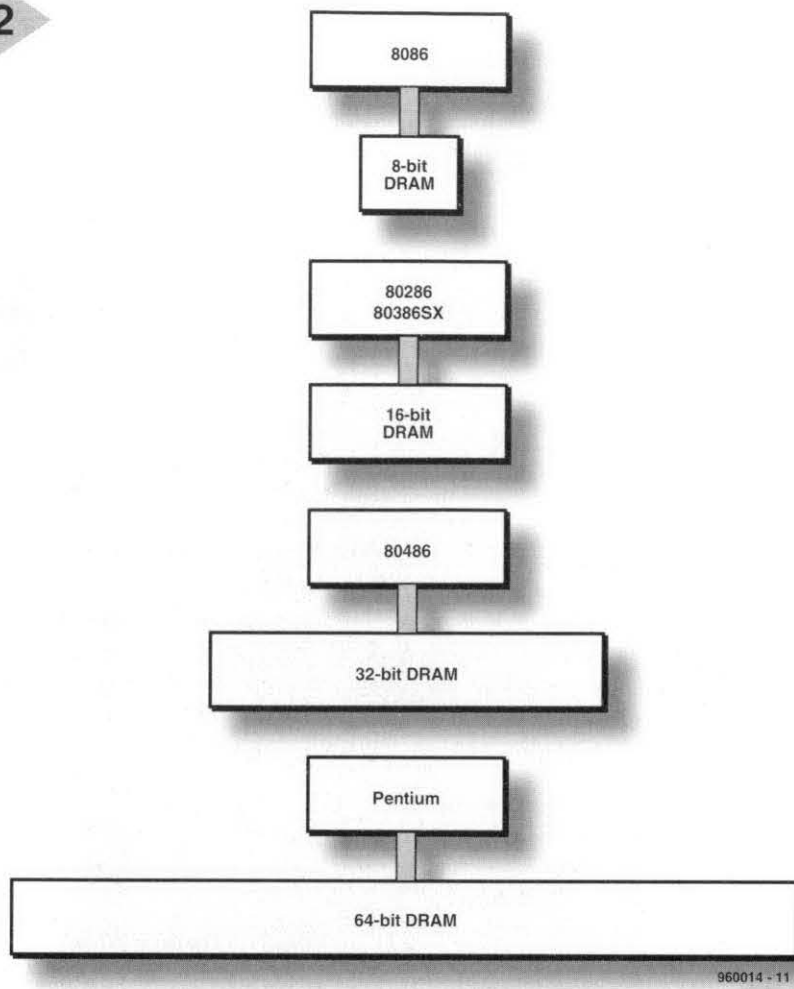 2
8086
8-bit
DRAM
80286
80386SX
16-bit
DRAM
80486
32-bit DRAM
Pentium
64-bit DRAM
960014 - 11